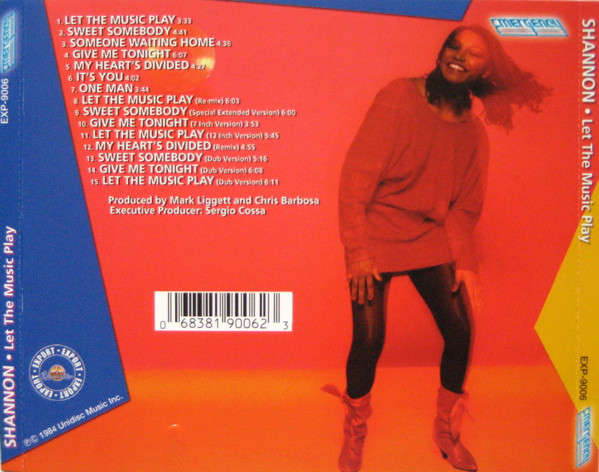 1. LET THE MUSIC PLAY 3:33
2. SWEET SOMEBODY 4:41
3. SOMEONE WAITING HOME 4:35
4. GIVE ME TONIGHT 5:07
5. MY HEART'S DIVIDED 4:27
6. IT'S YOU 4:02
7. ONE MAN 3:44
8. LET THE MUSIC PLAY (Re-mix) 6:03
9. SWEET SOMEBODY (Special Extended Version) 6:00
10. GIVE ME TONIGHT (7 Inch Version) 3:53
11. LET THE MUSIC PLAY (12 Inch Version) 5:45
12. MY HEART'S DIVIDED (Remix) 4:55
13. SWEET SOMEBODY (Dub Version) 5:16
14. GIVE ME TONIGHT (Dub Version) 6:08
15. LET THE MUSIC PLAY (Dub Version) 6:11
Produced by Mark Liggett and Chris Barbosa
Executive Producer: Sergio Cossa
0 68381 90062 3
EXPORT • EXPORT • EXPORT • EXPORT
℗© 1984 Unidisc Music Inc.
Emergency
SHANNON • Let The Music Play
EXP-9006
Emergency
SHANNON • Let The Music Play
EXP-9006
Emergency